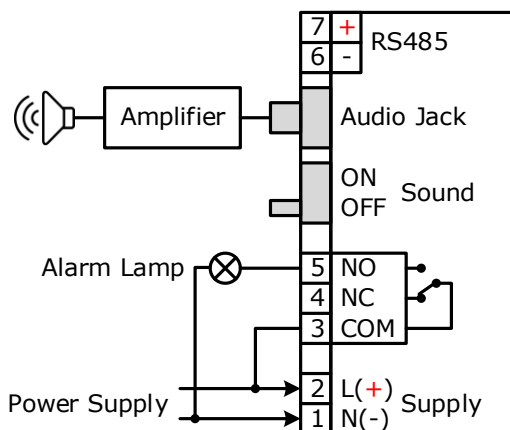 7 +
RS485
6 -
Amplifier
Audio Jack
ON
OFF
Sound
Alarm Lamp
5 NO
4 NC
3 COM
2 L(+)
Power Supply
Supply
1 N(-)